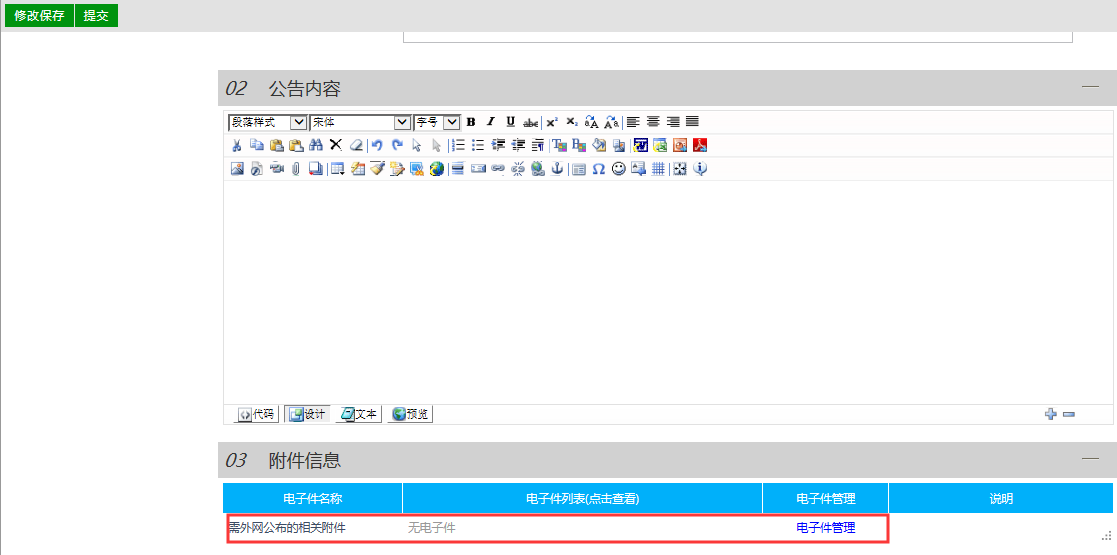 修改保存 提交
02 公告内容
段落样式 宋体 字号 B I U abc
代码 设计 文本 预览
03 附件信息
电子件名称 电子件列表(点击查看) 电子件管理 说明
需外网公布的相关附件 无电子件 电子件管理